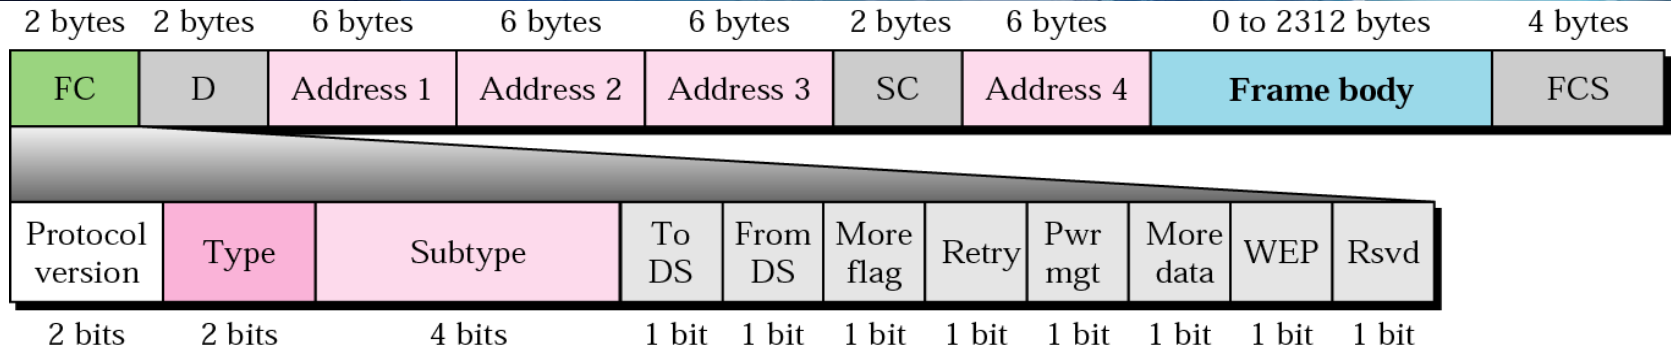 2 bytes 2 bytes 6 bytes 6 bytes 6 bytes 2 bytes 6 bytes 0 to 2312 bytes 4 bytes
FC D Address 1 Address 2 Address 3 SC Address 4 Frame body FCS
Protocol version Type Subtype To DS From DS More flag Retry Pwr mgt More data WEP Rsvd
2 bits 2 bits 4 bits 1 bit 1 bit 1 bit 1 bit 1 bit 1 bit 1 bit 1 bit